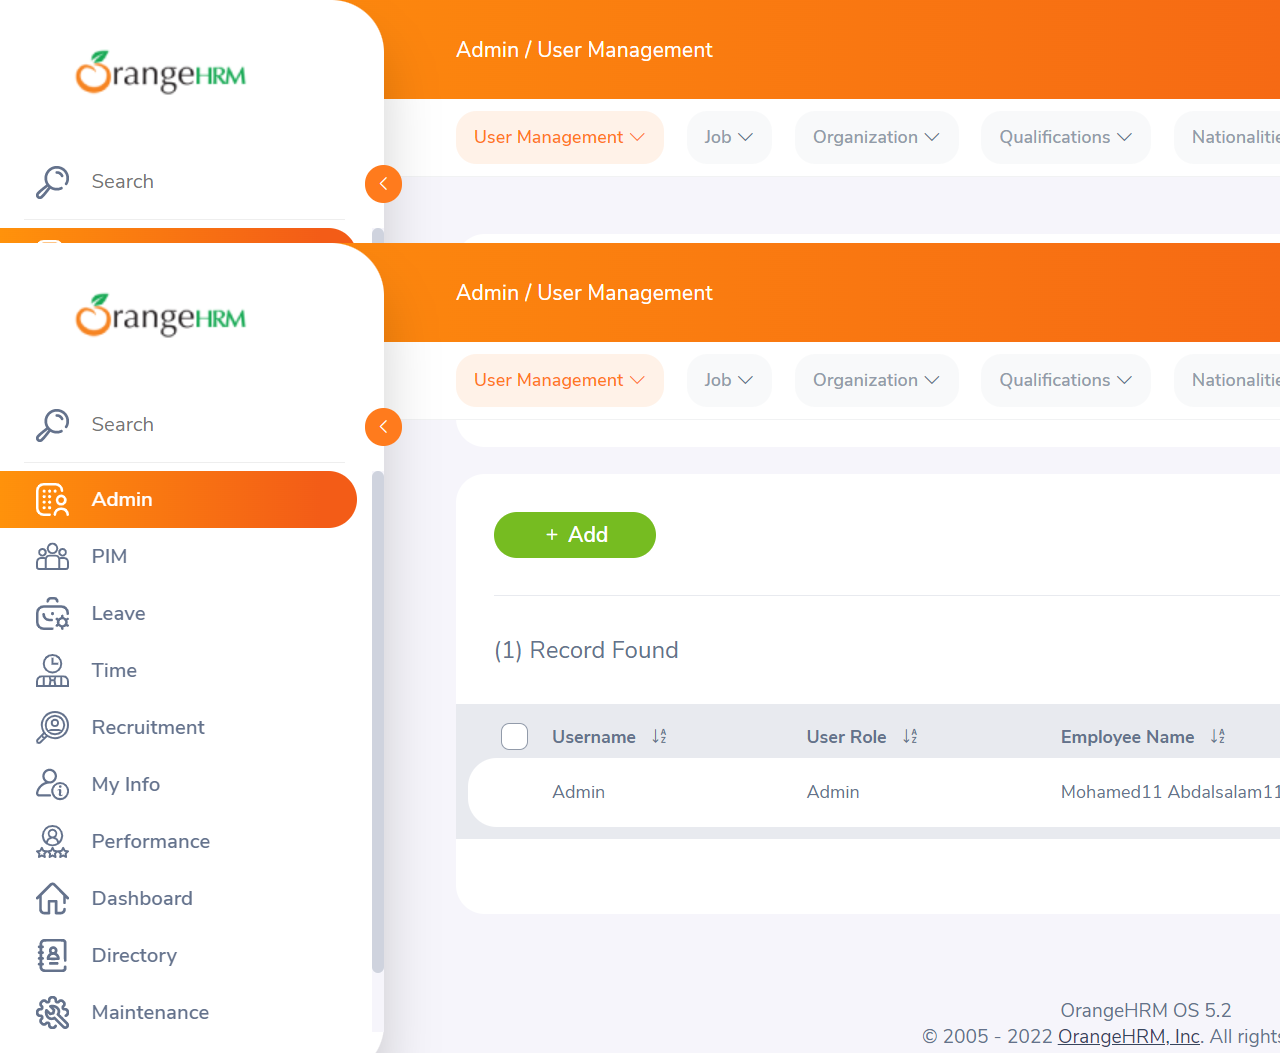 OrangeHRM
Admin / User Management
User Management
Job
Organization
Qualifications
Search
OrangeHRM
Admin / User Management
User Management
Job
Organization
Qualifications
Search
Admin
PIM
Leave
Time
Recruitment
My Info
Performance
Dashboard
Directory
Maintenance
+ Add
(1) Record Found
Username
User Role
Employee Name
Admin
Admin
Mohamed11 Abdalsalam11
OrangeHRM OS 5.2
© 2005 - 2022 OrangeHRM, Inc. All rights